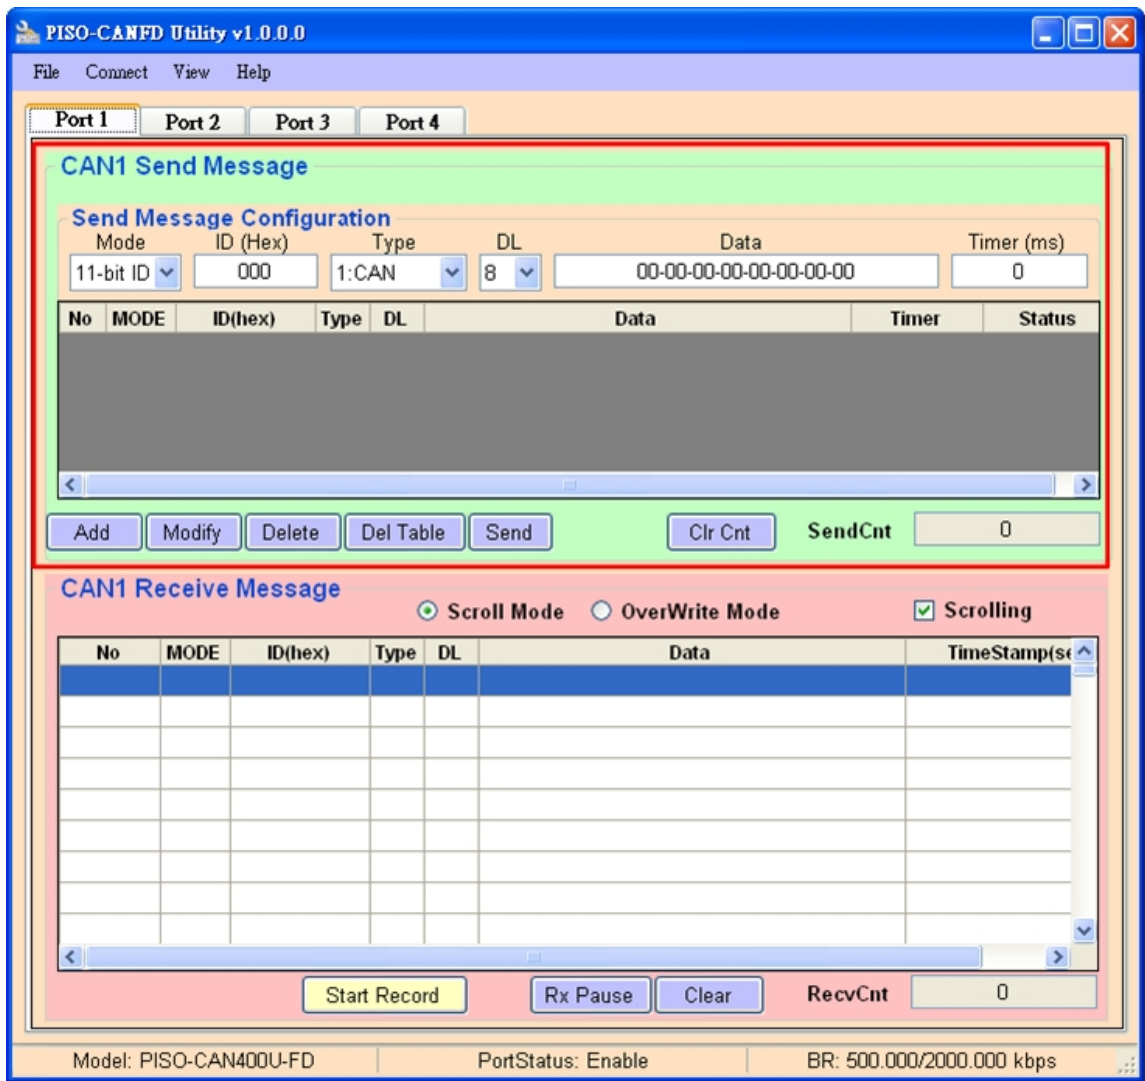 PISO-CANFD Utility v1.0.0.0
File Connect View Help
Port 1 Port 2 Port 3 Port 4
CAN1 Send Message
Send Message Configuration
Mode ID (Hex) Type DL Data Timer (ms)
11-bit ID 000 1:CAN 8 00-00-00-00-00-00-00-00 0
No MODE ID(hex) Type DL Data Timer Status
Add Modify Delete Del Table Send Clr Cnt SendCnt 0
CAN1 Receive Message
Scroll Mode OverWrite Mode Scrolling
No MODE ID(hex) Type DL Data TimeStamp(se
Start Record Rx Pause Clear RecvCnt 0
Model: PISO-CAN400U-FD PortStatus: Enable BR: 500.000/2000.000 kbps